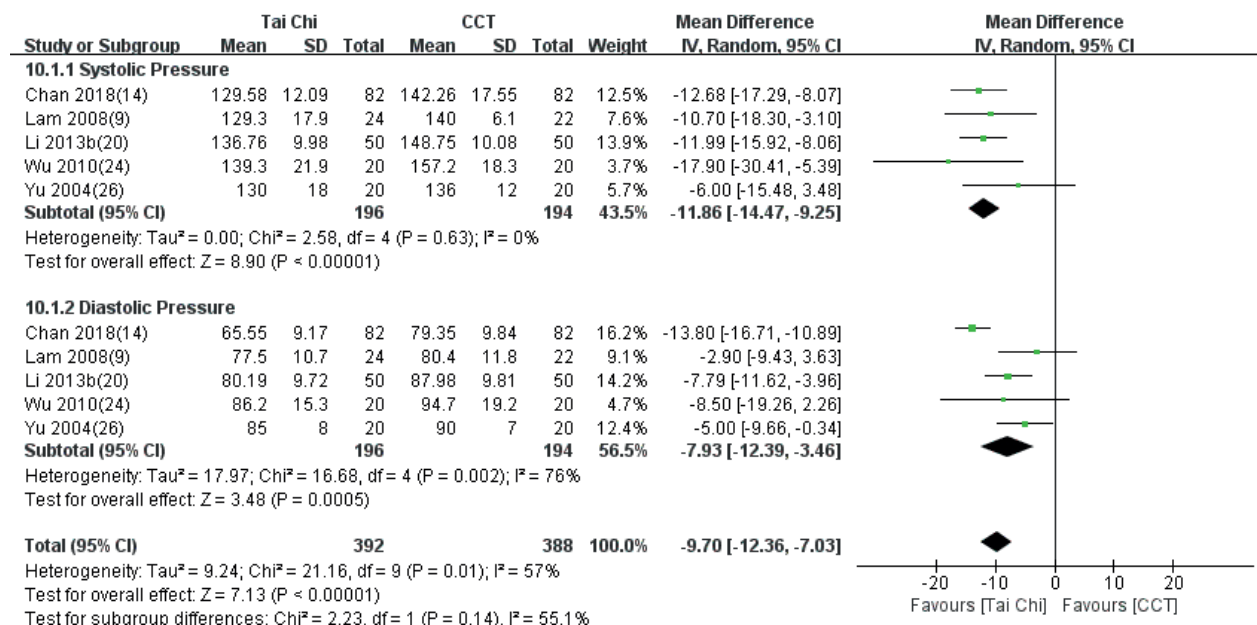 Tai Chi CCT Mean Difference Mean Difference
Study or Subgroup Mean SD Total Mean SD Total Weight IV, Random, 95% CI IV, Random, 95% CI
10.1.1 Systolic Pressure
Chan 2018(14) 129.58 12.09 82 142.26 17.55 82 12.5% -12.68 [-17.29, -8.07]
Lam 2008(9) 129.3 17.9 24 140 6.1 22 7.6% -10.70 [-18.30, -3.10]
Li 2013b(20) 136.76 9.98 50 148.75 10.08 50 13.9% -11.99 [-15.92, -8.06]
Wu 2010(24) 139.3 21.9 20 157.2 18.3 20 3.7% -17.90 [-30.41, -5.39]
Yu 2004(26) 130 18 20 136 12 20 5.7% -6.00 [-15.48, 3.48]
Subtotal (95% CI) 196 194 43.5% -11.86 [-14.47, -9.25]
Heterogeneity: Tau² = 0.00; Chi² = 2.58, df = 4 (P = 0.63); I² = 0%
Test for overall effect: Z = 8.90 (P < 0.00001)
10.1.2 Diastolic Pressure
Chan 2018(14) 65.55 9.17 82 79.35 9.84 82 16.2% -13.80 [-16.71, -10.89]
Lam 2008(9) 77.5 10.7 24 80.4 11.8 22 9.1% -2.90 [-9.43, 3.63]
Li 2013b(20) 80.19 9.72 50 87.98 9.81 50 14.2% -7.79 [-11.62, -3.96]
Wu 2010(24) 86.2 15.3 20 94.7 19.2 20 4.7% -8.50 [-19.26, 2.26]
Yu 2004(26) 85 8 20 90 7 20 12.4% -5.00 [-9.66, -0.34]
Subtotal (95% CI) 196 194 56.5% -7.93 [-12.39, -3.46]
Heterogeneity: Tau² = 17.97; Chi² = 16.68, df = 4 (P = 0.002); I² = 76%
Test for overall effect: Z = 3.48 (P = 0.0005)
Total (95% CI) 392 388 100.0% -9.70 [-12.36, -7.03]
Heterogeneity: Tau² = 9.24; Chi² = 21.16, df = 9 (P = 0.01); I² = 57%
Test for overall effect: Z = 7.13 (P < 0.00001)
Test for subgroup differences: Chi² = 2.23, df = 1 (P = 0.14), I² = 55.1%
-20 -10 0 10 20
Favours [Tai Chi] Favours [CCT]